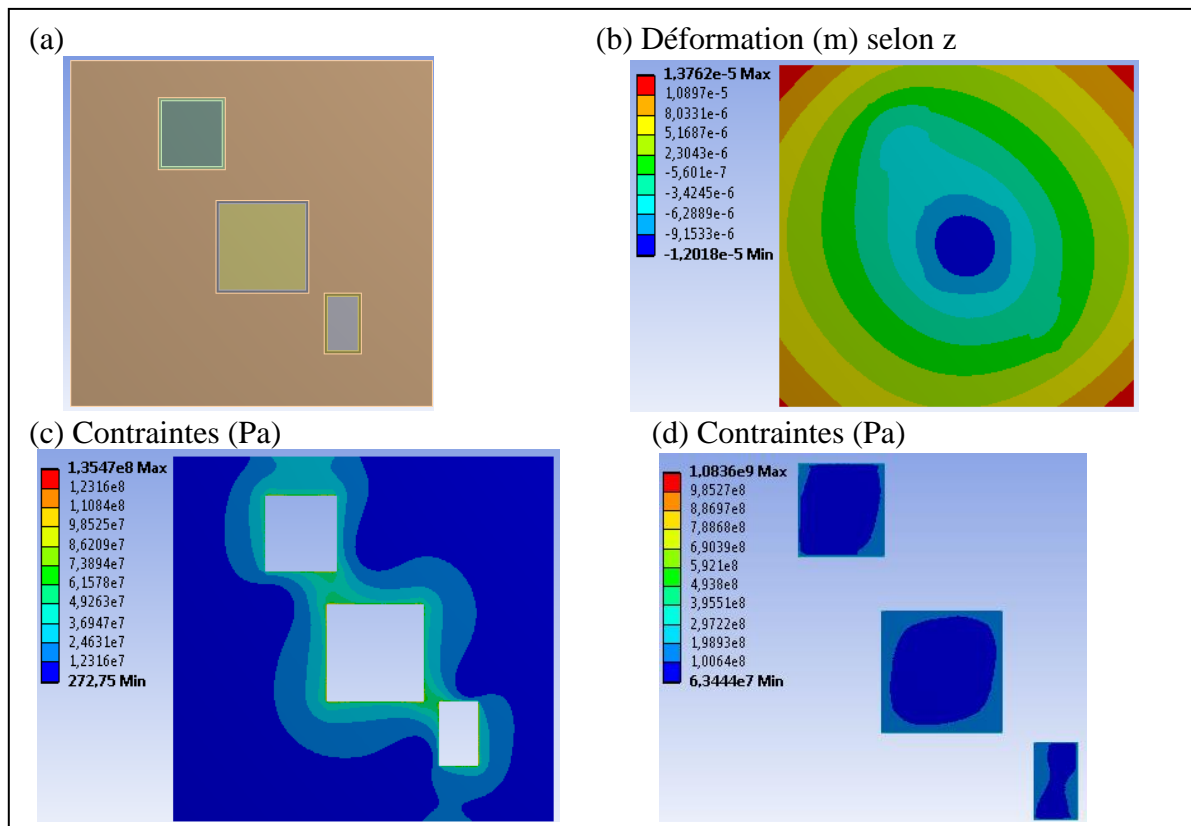 (a)
(b) Déformation (m) selon z
1,3762e-5 Max
1,0897e-5
8,0331e-6
5,1687e-6
2,3043e-6
-5,601e-7
-3,4245e-6
-6,2889e-6
-9,1533e-6
-1,2018e-5 Min
(c) Contraintes (Pa)
1,3547e8 Max
1,2316e8
1,1084e8
9,8525e7
8,6209e7
7,3894e7
6,1578e7
4,9263e7
3,6947e7
2,4631e7
1,2316e7
272,75 Min
(d) Contraintes (Pa)
1,0836e9 Max
9,8527e8
8,8697e8
7,8868e8
6,9039e8
5,921e8
4,938e8
3,9551e8
2,9722e8
1,9893e8
1,0064e8
6,3444e7 Min